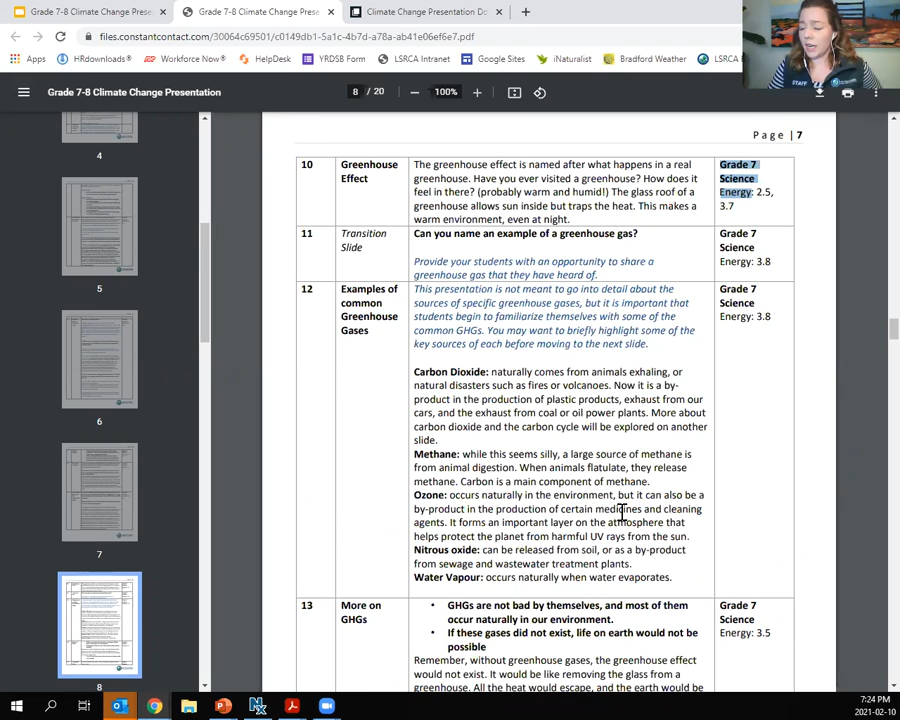 Grade 7-8 Climate Change Prese
Grade 7-8 Climate Change Prese
Climate Change Presentation Do
files.constantcontact.com/30064c69501/c0149db1-5a1c-4b7d-a78a-ab41e06ef6e7.pdf
Apps
HRdownloads
Workforce Now
HelpDesk
YRDSB Form
LSRCA Intranet
Google Sites
iNaturalist
Bradford Weather
LSRCA
STAFF
Grade 7-8 Climate Change Presentation
8 / 20
100%
4
5
6
7
8
Page |7
10
Greenhouse
Effect
The greenhouse effect is named after what happens in a real
greenhouse. Have you ever visited a greenhouse? How does it
feel in there? (probably warm and humid!) The glass roof of a
greenhouse allows sun inside but traps the heat. This makes a
warm environment, even at night.
Grade 7
Science
Energy: 2.5,
3.7
11
Transition
Slide
Can you name an example of a greenhouse gas?
Provide your students with an opportunity to share a
greenhouse gas that they have heard of.
Grade 7
Science
Energy: 3.8
12
Examples of
common
Greenhouse
Gases
This presentation is not meant to go into detail about the
sources of specific greenhouse gases, but it is important that
students begin to familiarize themselves with some of the
common GHGs. You may want to briefly highlight some of the
key sources of each before moving to the next slide.
Carbon Dioxide: naturally comes from animals exhaling, or
natural disasters such as fires or volcanoes. Now it is a by-
product in the production of plastic products, exhaust from our
cars, and the exhaust from coal or oil power plants. More about
carbon dioxide and the carbon cycle will be explored on another
slide.
Methane: while this seems silly, a large source of methane is
from animal digestion. When animals flatulate, they release
methane. Carbon is a main component of methane.
Ozone: occurs naturally in the environment, but it can also be a
by-product in the production of certain medicines and cleaning
agents. It forms an important layer on the atmosphere that
helps protect the planet from harmful UV rays from the sun.
Nitrous oxide: can be released from soil, or as a by-product
from sewage and wastewater treatment plants.
Water Vapour: occurs naturally when water evaporates.
Grade 7
Science
Energy: 3.8
13
More on
GHGs
• GHGs are not bad by themselves, and most of them
occur naturally in our environment.
• If these gases did not exist, life on earth would not be
possible
Remember, without greenhouse gases, the greenhouse effect
would not exist. It would be like removing the glass from a
greenhouse. All the heat would escape, and the earth would be
Grade 7
Science
Energy: 3.5
7:24 PM
2021-02-10